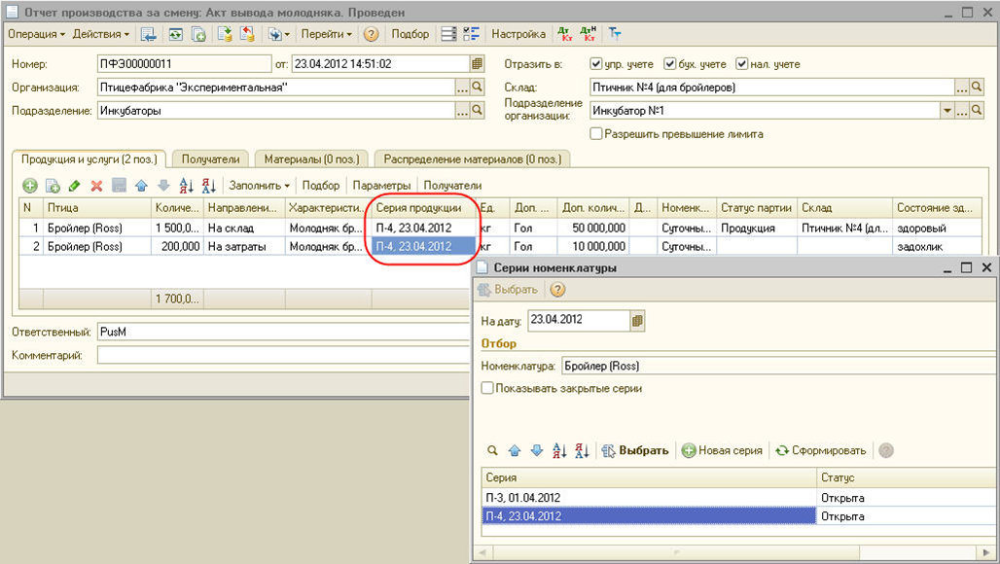 Отчет производства за смену: Акт вывода молодняка. Проведен
Операция Действия Перейти Подбор Настройка
Номер: ПФЭ00000011 от: 23.04.2012 14:51:02 Отразить в: упр. учете бух. учете нал. учете
Организация: Птицефабрика "Экспериментальная" Склад: Птичник №4 (для бройлеров)
Подразделение: Инкубаторы Подразделение организации: Инкубатор №1
Разрешить превышение лимита
Продукция и услуги (2 поз.) Получатели Материалы (0 поз.) Распределение материалов (0 поз.)
Заполнить Подбор Параметры Получатели
N Птица Количе... Направлени... Характеристи... Серия продукции Ед. Доп. ... Доп. колич... Д... Номенк... Статус партии Склад Состояние зд...
1 Бройлер (Ross) 1 500,0... На склад Молодняк бр... П-4, 23.04.2012 кг Гол 50 000,000 Суточны... Продукция Птичник №4 (дл... здоровый
2 Бройлер (Ross) 200,000 На затраты Молодняк бр... П-4, 23.04.2012 кг Гол 10 000,000 Суточны... задохлик
1 700,0...
Ответственный: PusM
Комментарий:
Серии номенклатуры
Выбрать
На дату: 23.04.2012
Отбор
Номенклатура: Бройлер (Ross)
Показывать закрытые серии
Выбрать Новая серия Сформировать
Серия Статус
П-3, 01.04.2012 Открыта
П-4, 23.04.2012 Открыта